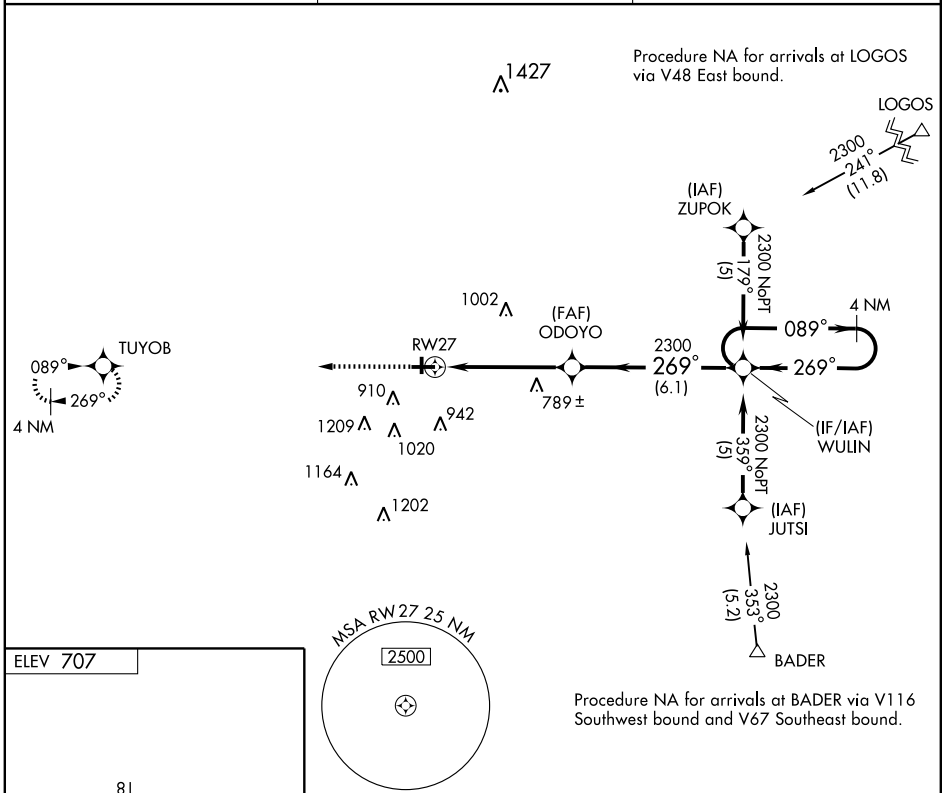 Procedure NA for arrivals at LOGOS
via V48 East bound.
1427
LOGOS
2300
241°
(11.8)
(IAF)
ZUPOK
2300 NoPT
179°
(5)
4 NM
089°
269°
1002
(FAF)
ODOYO
RW27
2300
269°
(6.1)
TUYOB
089°
269°
4 NM
910
789 ±
942
1209
1020
(IF/IAF)
WULIN
2300 NoPT
359°
(5)
1164
1202
(IAF)
JUTSI
2300
353°
(5.2)
BADER
MSA RW27 25 NM
2500
ELEV 707
Procedure NA for arrivals at BADER via V116
Southwest bound and V67 Southeast bound.